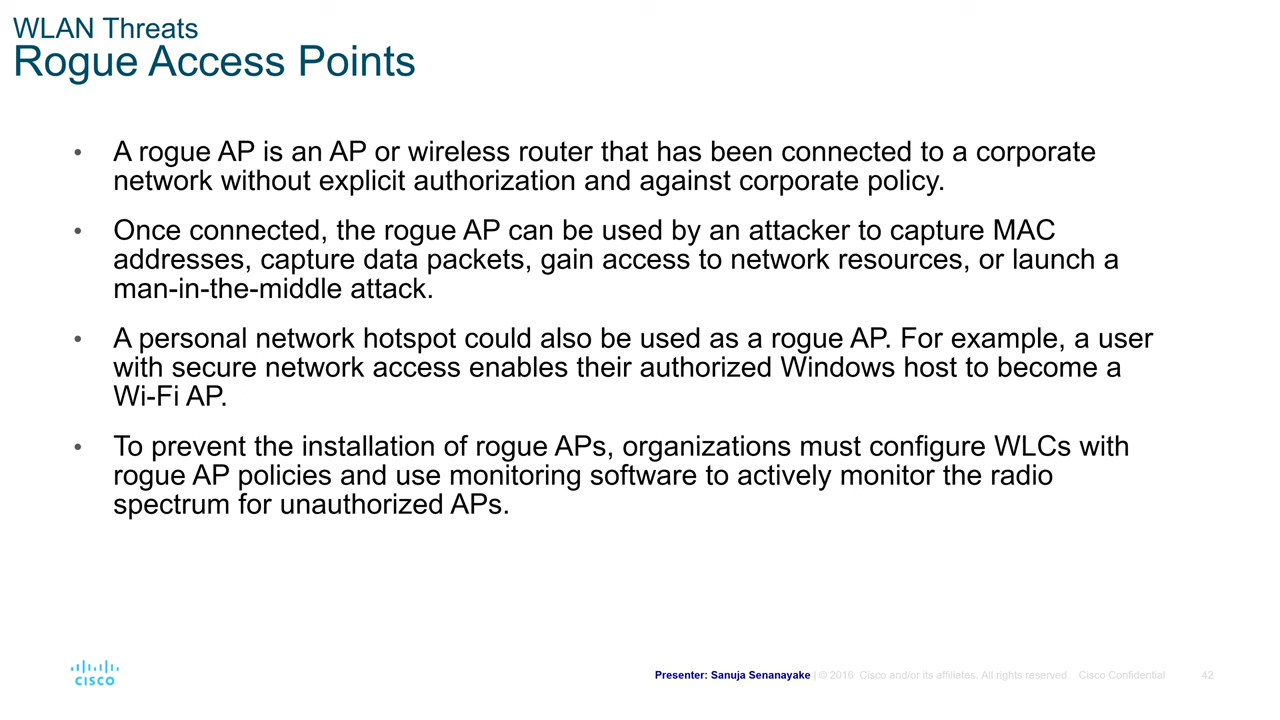 WLAN Threats
Rogue Access Points
• A rogue AP is an AP or wireless router that has been connected to a corporate
network without explicit authorization and against corporate policy.
• Once connected, the rogue AP can be used by an attacker to capture MAC
addresses, capture data packets, gain access to network resources, or launch a
man-in-the-middle attack.
• A personal network hotspot could also be used as a rogue AP. For example, a user
with secure network access enables their authorized Windows host to become a
Wi-Fi AP.
• To prevent the installation of rogue APs, organizations must configure WLCs with
rogue AP policies and use monitoring software to actively monitor the radio
spectrum for unauthorized APs.
CISCO
Presenter: Sanuja Senanayake | © 2016 Cisco and/or its affiliates. All rights reserved. Cisco Confidential 42